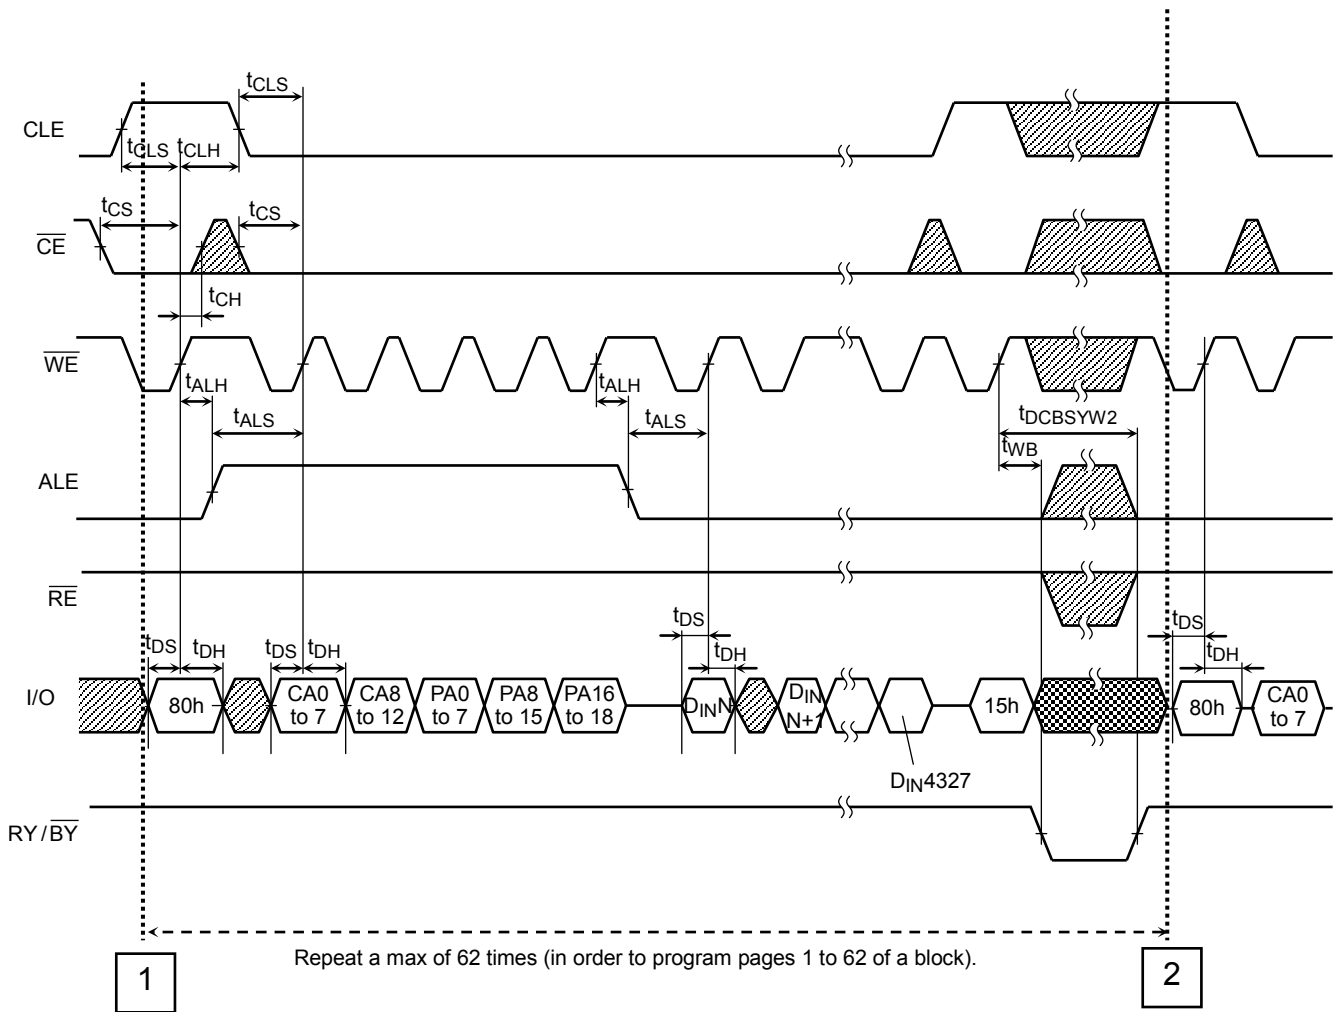 tCLS
CLE
tCLS tCLH
tCS tCS
CE
tCH
WE
tALH tALH
tALS tALS
tDCBSYW2
tWB
ALE
RE
tDS tDH tDS tDH tDS tDH tDS tDH
I/O
80h
CA0 to 7
CA8 to 12
PA0 to 7
PA8 to 15
PA16 to 18
DINN
DIN N+1
15h
80h
CA0 to 7
DIN4327
RY/BY
Repeat a max of 62 times (in order to program pages 1 to 62 of a block).
1
2